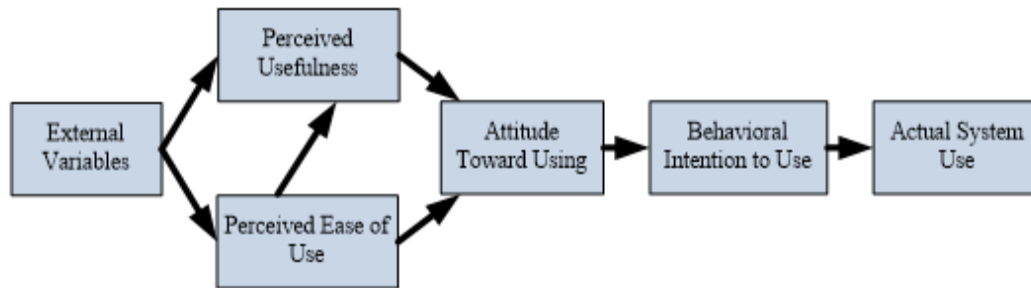 Perceived
Usefulness
External
Variables
Perceived Ease of
Use
Attitude
Toward Using
Behavioral
Intention to Use
Actual System
Use